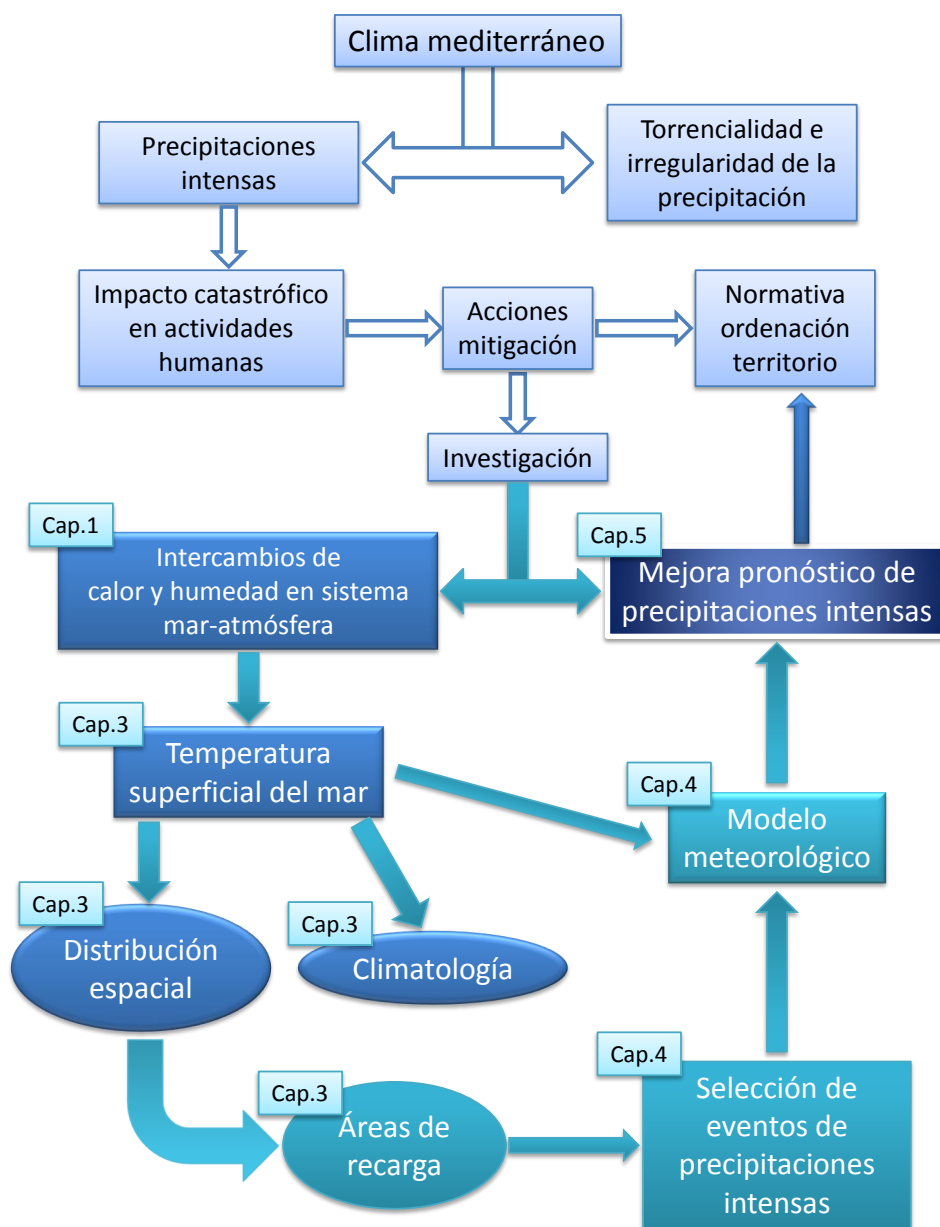 Clima mediterráneo
Precipitaciones
intensas
Torrencialidad e
irregularidad de la
precipitación
Impacto catastrófico
en actividades
humanas
Acciones
mitigación
Normativa
ordenación
territorio
Investigación
Cap.1
Intercambios de
calor y humedad en sistema
mar-atmósfera
Cap.5
Mejora pronóstico de
precipitaciones intensas
Cap.3
Temperatura
superficial del mar
Cap.4
Modelo
meteorológico
Cap.3
Distribución
espacial
Cap.3
Climatología
Cap.3
Áreas de
recarga
Cap.4
Selección de
eventos de
precipitaciones
intensas